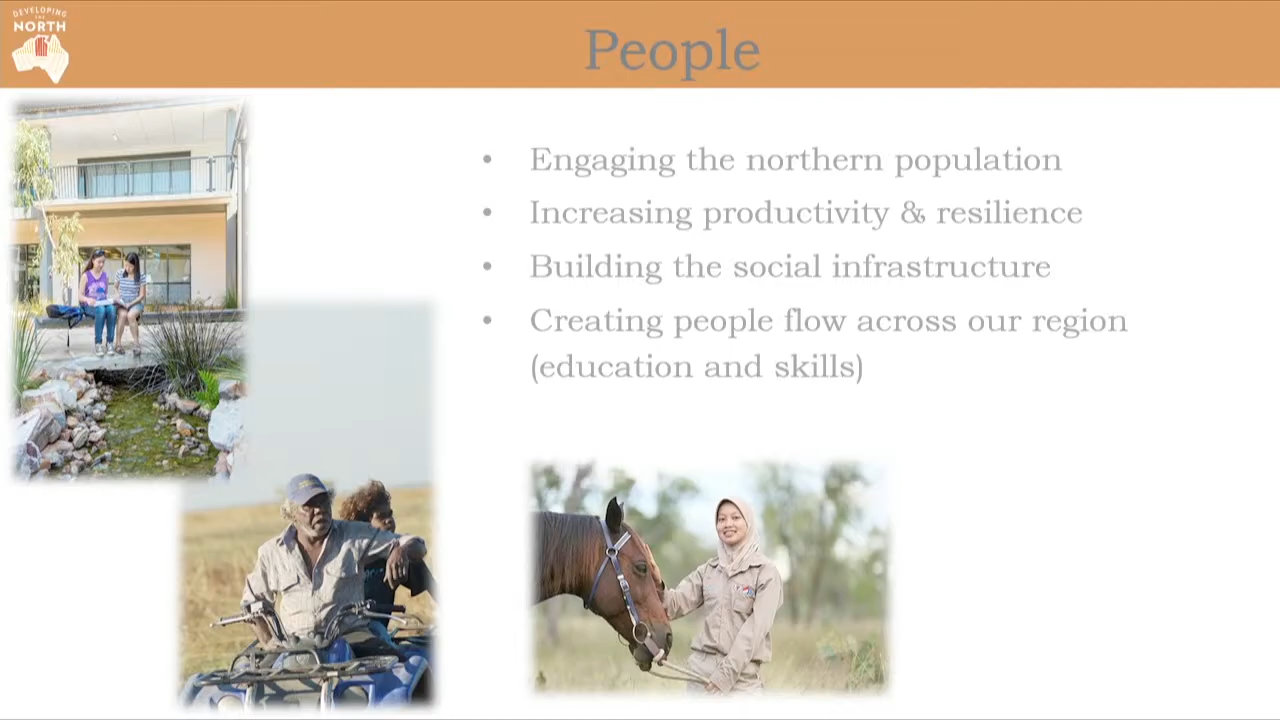 DEVELOPING
THE
NORTH
People
• Engaging the northern population
• Increasing productivity & resilience
• Building the social infrastructure
• Creating people flow across our region
(education and skills)